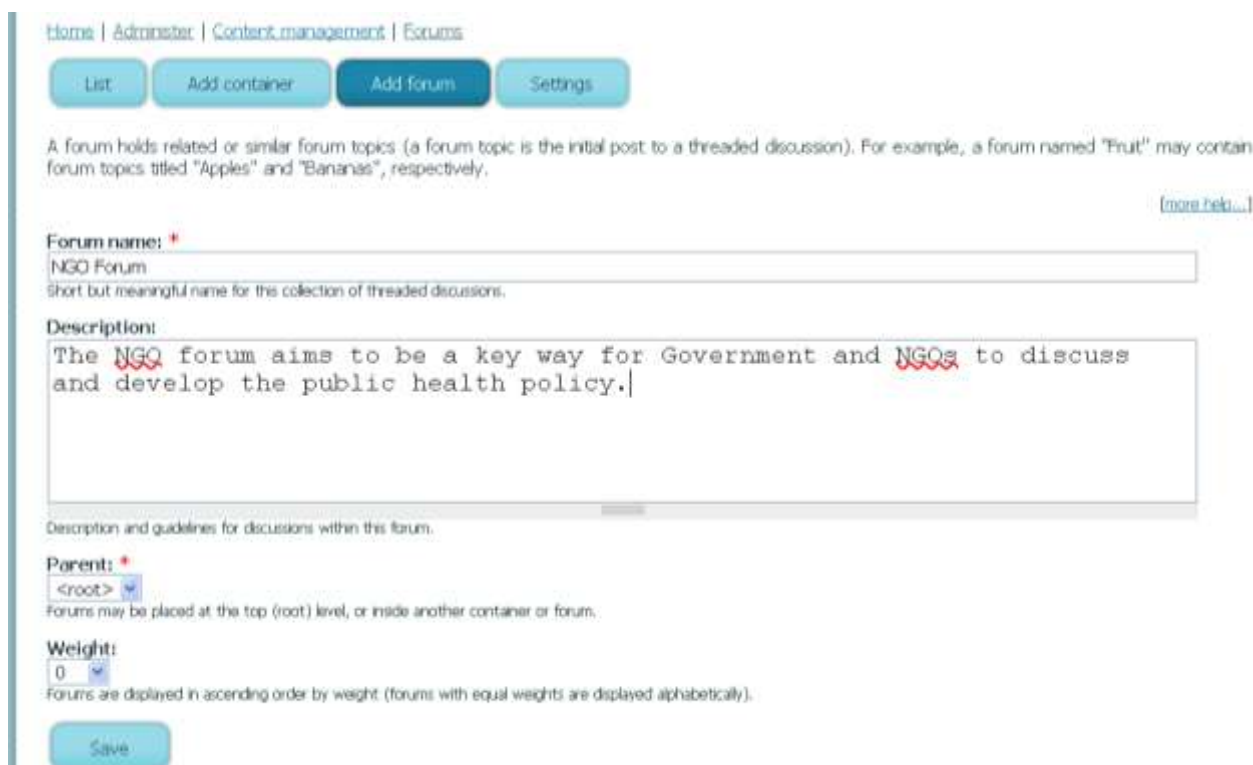 Home | Administer | Content management | Forums
List Add container Add forum Settings
A forum holds related or similar forum topics (a forum topic is the initial post to a threaded discussion). For example, a forum named "Fruit" may contain
forum topics titled "Apples" and "Bananas", respectively.
[more help...]
Forum name: *
NGO Forum
Short but meaningful name for this collection of threaded discussions.
Description:
The NGO forum aims to be a key way for Government and NGOs to discuss
and develop the public health policy.
Description and guidelines for discussions within this forum.
Parent: *
<root>
Forums may be placed at the top (root) level, or inside another container or forum.
Weight:
0
Forums are displayed in ascending order by weight (forums with equal weights are displayed alphabetically).
Save